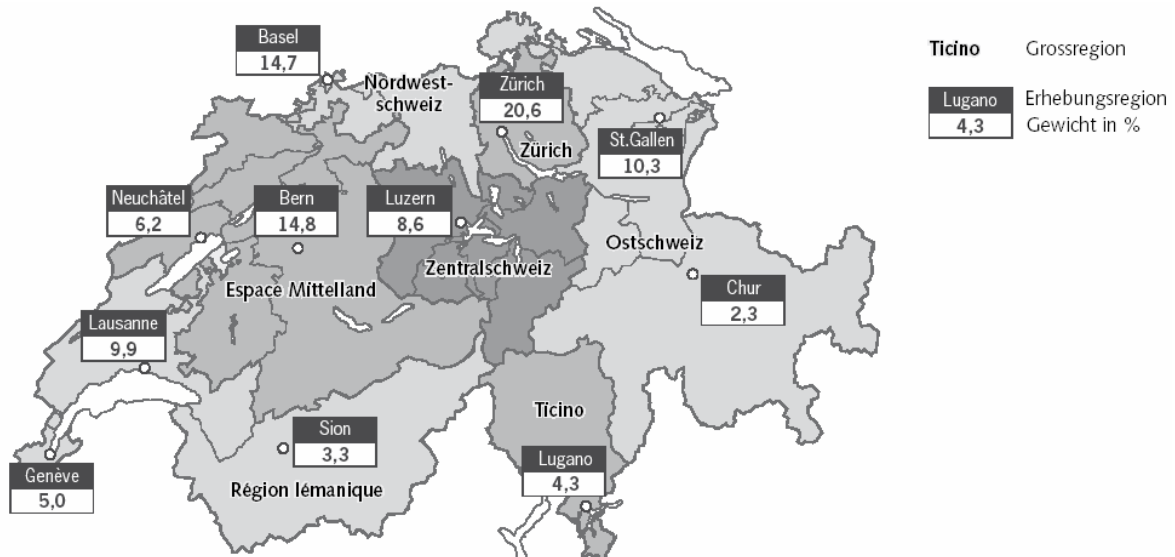 Basel
14,7
Nordwest-
schweiz
Zürich
20,6
Zürich
St.Gallen
10,3
Neuchâtel
6,2
Bern
14,8
Luzern
8,6
Ostschweiz
Zentralschweiz
Espace Mittelland
Chur
2,3
Lausanne
9,9
Ticino
Sion
3,3
Lugano
4,3
Genève
5,0
Région lémanique
Ticino Grossregion
Lugano Erhebungsregion
4,3 Gewicht in %